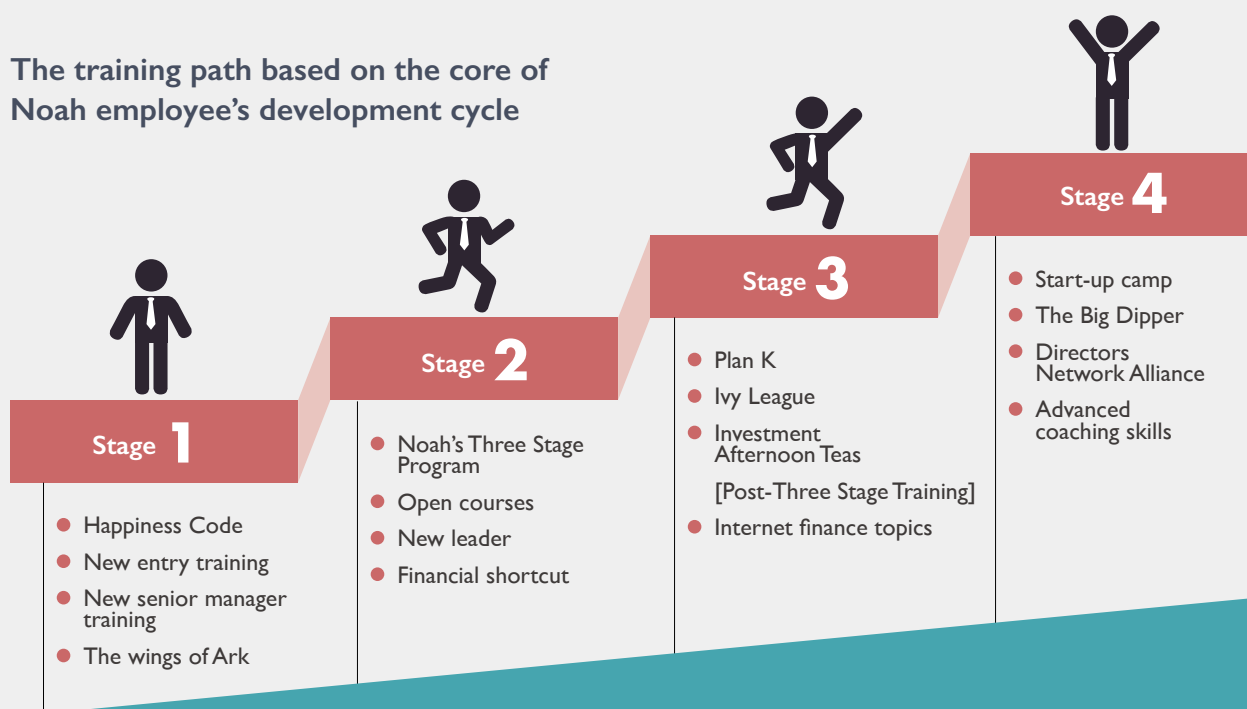 The training path based on the core of
Noah employee's development cycle
Stage 1
Happiness Code
New entry training
New senior manager
training
The wings of Ark
Stage 2
Noah's Three Stage
Program
Open courses
New leader
Financial shortcut
Stage 3
Plan K
Ivy League
Investment
Afternoon Teas
[Post-Three Stage Training]
Internet finance topics
Stage 4
Start-up camp
The Big Dipper
Directors
Network Alliance
Advanced
coaching skills